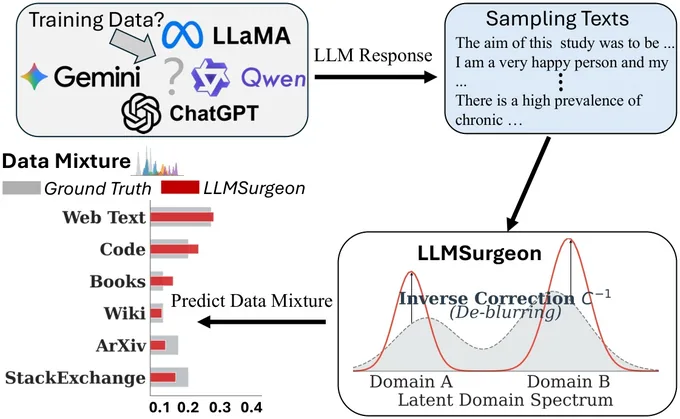 Training Data?
LLaMA
Gemini
?
Qwen
ChatGPT
LLM Response
Sampling Texts
The aim of this study was to be ...
I am a very happy person and my
...
There is a high prevalence of
chronic …
Data Mixture
Ground Truth
LLMSurgeon
Web Text
Code
Books
Wiki
ArXiv
StackExchange
0.1 0.2 0.3 0.4
Predict Data Mixture
LLMSurgeon
Inverse Correction C⁻¹
(De-blurring)
Domain A
Domain B
Latent Domain Spectrum